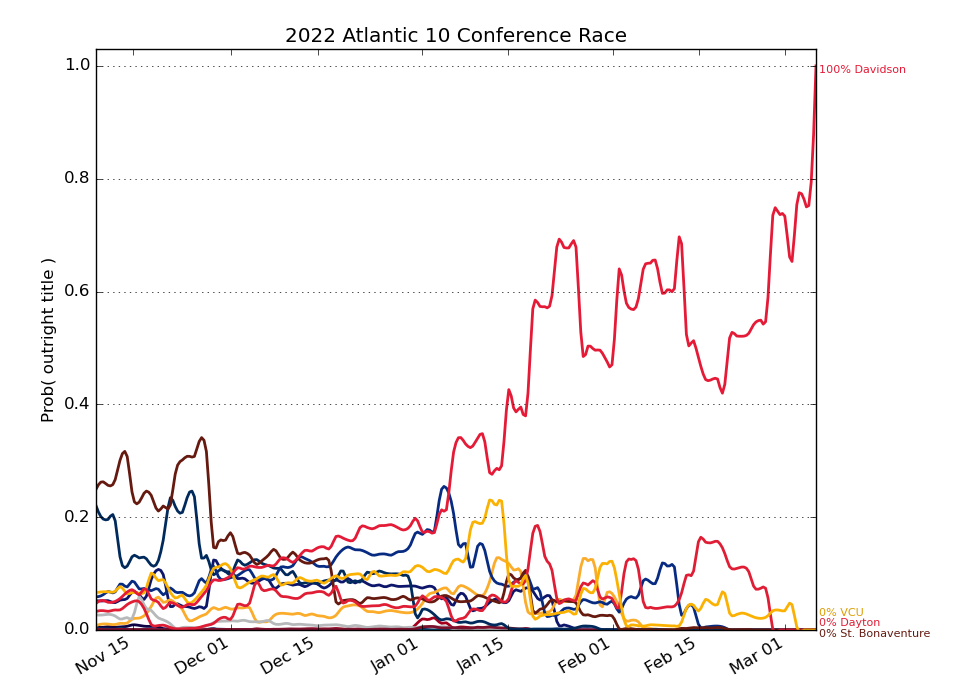 2022 Atlantic 10 Conference Race
Prob( outright title )
1.0
0.8
0.6
0.4
0.2
0.0
Nov 15
Dec 01
Dec 15
Jan 01
Jan 15
Feb 01
Feb 15
Mar 01
100% Davidson
0% VCU
0% Dayton
0% St. Bonaventure